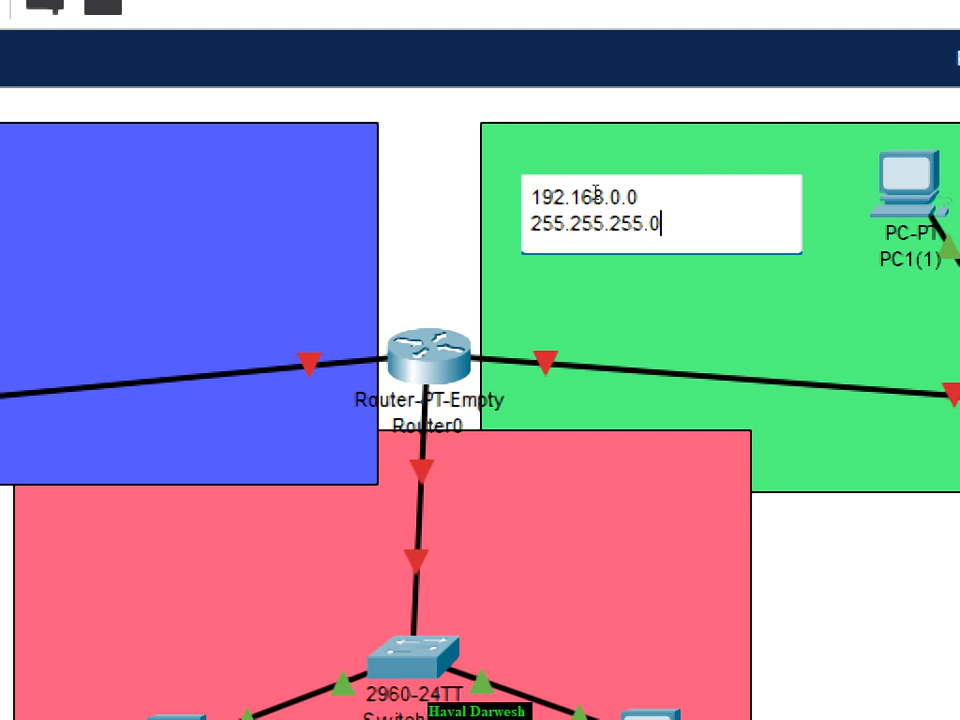 192.168.0.0
255.255.255.0
PC-PT
PC1(1)
Router-PT-Empty
Router0
2960-24TT
Switch
Haval Darwesh